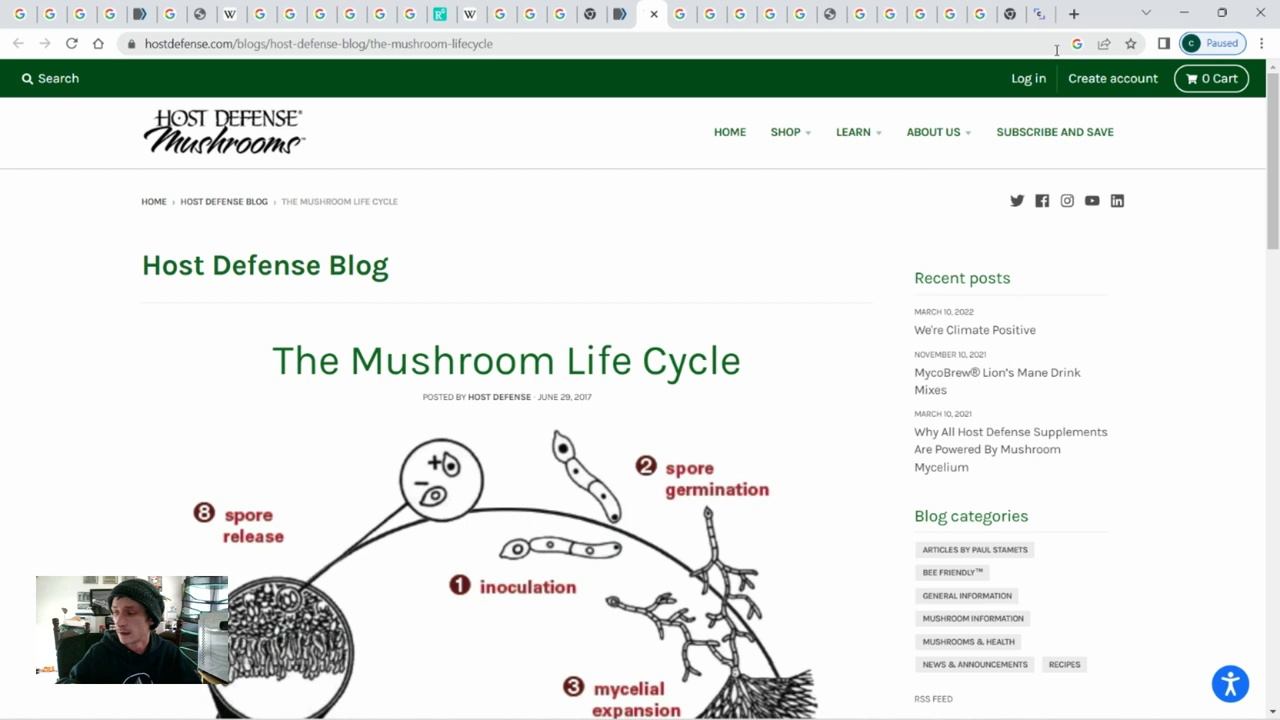 hostdefense.com/blogs/host-defense-blog/the-mushroom-lifecycle
Paused
Search
Log in
Create account
0 Cart
HOST DEFENSE®
Mushrooms™
HOME
SHOP
LEARN
ABOUT US
SUBSCRIBE AND SAVE
HOME › HOST DEFENSE BLOG › THE MUSHROOM LIFE CYCLE
Host Defense Blog
The Mushroom Life Cycle
POSTED BY HOST DEFENSE · JUNE 29, 2017
8 spore
release
2 spore
germination
1 inoculation
3 mycelial
expansion
Recent posts
MARCH 10, 2022
We're Climate Positive
NOVEMBER 10, 2021
MycoBrew® Lion's Mane Drink
Mixes
MARCH 10, 2021
Why All Host Defense Supplements
Are Powered By Mushroom
Mycelium
Blog categories
ARTICLES BY PAUL STAMETS
BEE FRIENDLY™
GENERAL INFORMATION
MUSHROOM INFORMATION
MUSHROOMS & HEALTH
NEWS & ANNOUNCEMENTS
RECIPES
RSS FEED